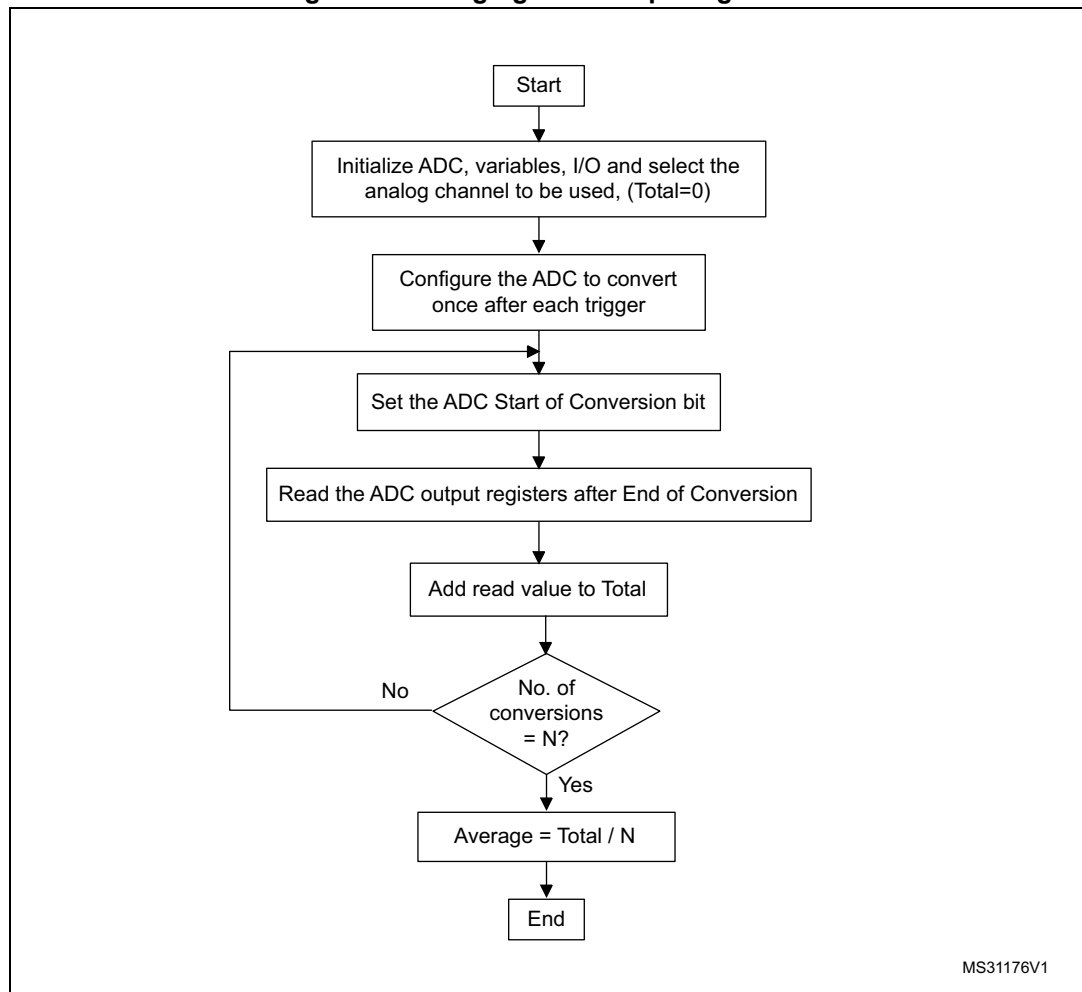 Start
Initialize ADC, variables, I/O and select the
analog channel to be used, (Total=0)
Configure the ADC to convert
once after each trigger
Set the ADC Start of Conversion bit
Read the ADC output registers after End of Conversion
Add read value to Total
No
No. of
conversions
= N?
Yes
Average = Total / N
End
MS31176V1